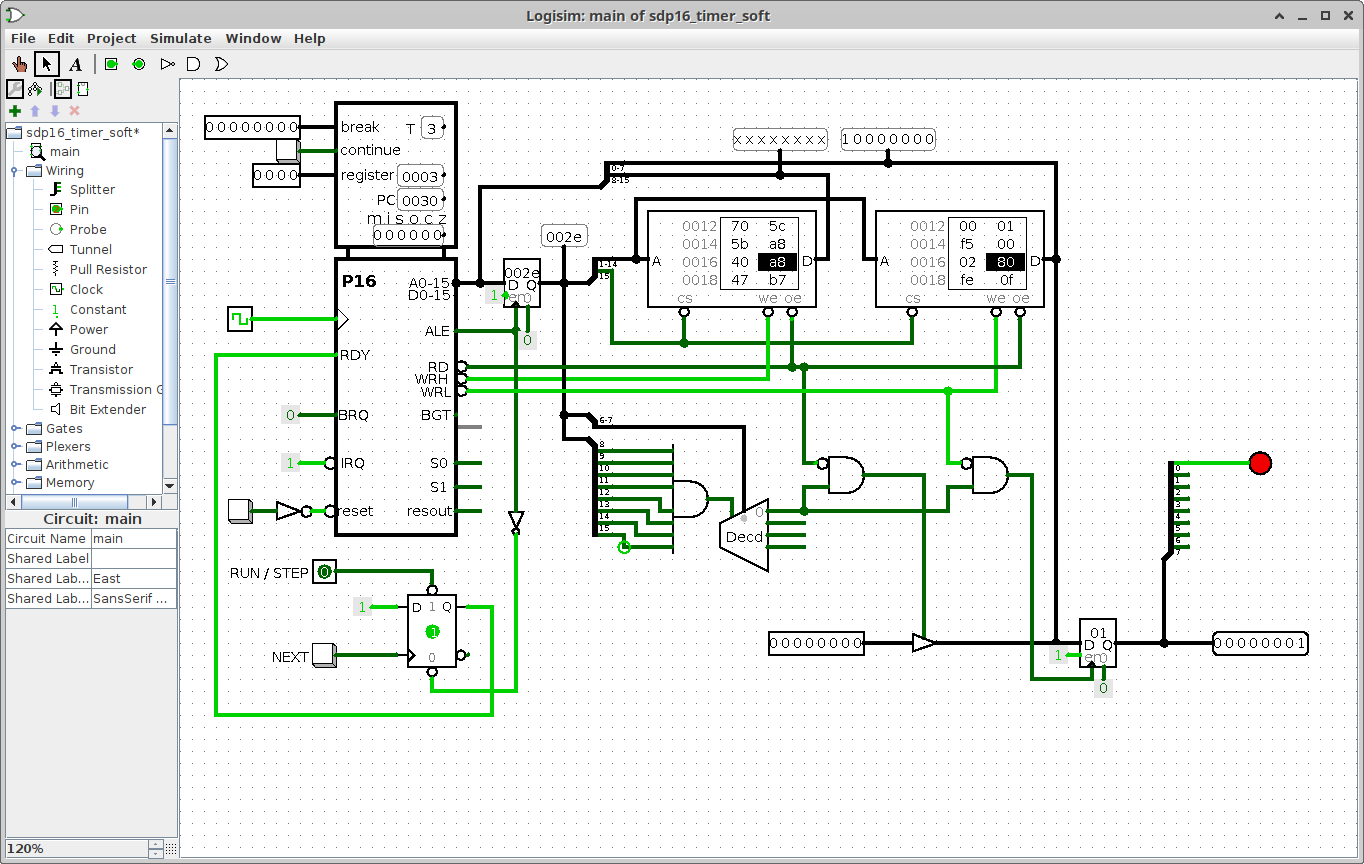 Logisim: main of sdp16_timer_soft
File Edit Project Simulate Window Help
A
sdp16_timer_soft*
main
Wiring
Splitter
Pin
Probe
Tunnel
Pull Resistor
Clock
Constant
Power
Ground
Transistor
Transmission G
Bit Extender
Gates
Plexers
Arithmetic
Memory
Circuit: main
Circuit Name main
Shared Label
Shared Lab... East
Shared Lab... SansSerif ...
120%
00000000 break T 3
continue
0000 register 0003
PC 0030
m i s o c z
000000
P16
A0-15
D0-15
ALE
RDY
RD
WRH
WRL
0 BRQ BGT
1 IRQ S0
S1
reset resout
RUN / STEP 0
1 D 1 Q
1
NEXT 0
002e
002e
D Q
1 en 0
0
xxxxxxxx 10000000
0-7
8-15
1-14
15
A
0012 70 5c
0014 5b a8
0016 40 a8 D
0018 47 b7
cs we oe
A
0012 00 01
0014 f5 00
0016 02 80 D
0018 fe 0f
cs we oe
6-7
8
9
10
11
12
13
14
15
0
Decd
0
1
2
3
4
5
6
7
00000000
01
D Q
1 en 0
0
00000001